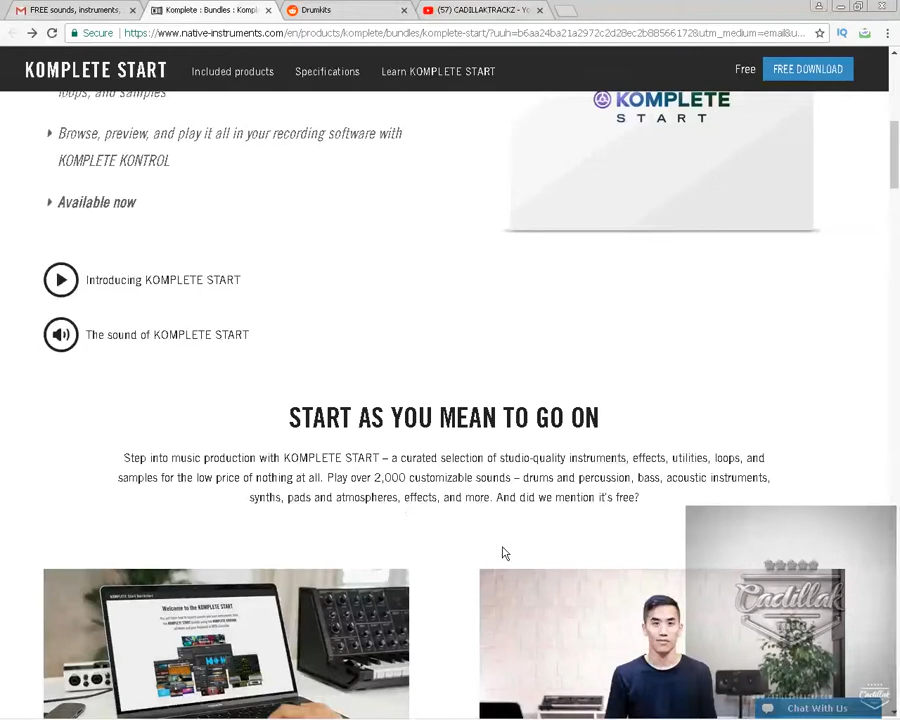 FREE sounds, instruments,
Komplete : Bundles : Kompl
Drumkits
(57) CADILLAKTRACKZ - Yo
Secure
https://www.native-instruments.com/en/products/komplete/bundles/komplete-start/?uuh=b6aa24ba21a2972c2d28ec2b8856617​2&utm_medium=email&u...
KOMPLETE START
Included products
Specifications
Learn KOMPLETE START
Free
FREE DOWNLOAD
loops, and samples
Browse, preview, and play it all in your recording software with
KOMPLETE KONTROL
Available now
KOMPLETE
START
Introducing KOMPLETE START
The sound of KOMPLETE START
START AS YOU MEAN TO GO ON
Step into music production with KOMPLETE START – a curated selection of studio-quality instruments, effects, utilities, loops, and
samples for the low price of nothing at all. Play over 2,000 customizable sounds – drums and percussion, bass, acoustic instruments,
synths, pads and atmospheres, effects, and more. And did we mention it's free?
Welcome to the KOMPLETE START
Cadillak
Chat With Us